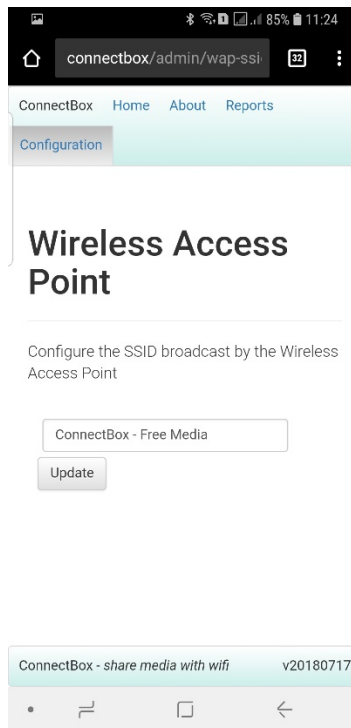 85% 11:24
connectbox/admin/wap-ssi
32
ConnectBox Home About Reports
Configuration
Wireless Access
Point
Configure the SSID broadcast by the Wireless
Access Point
ConnectBox - Free Media
Update
ConnectBox - share media with wifi v20180717